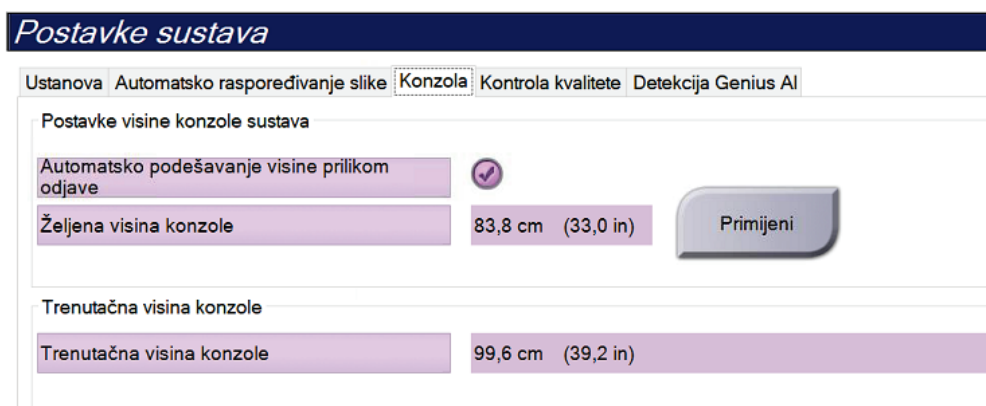 Postavke sustava
Ustanova Automatsko raspoređivanje slike Konzola Kontrola kvalitete Detekcija Genius AI
Postavke visine konzole sustava
Automatsko podešavanje visine prilikom
odjave
Željena visina konzole 83,8 cm (33,0 in) Primijeni
Trenutačna visina konzole
Trenutačna visina konzole 99,6 cm (39,2 in)